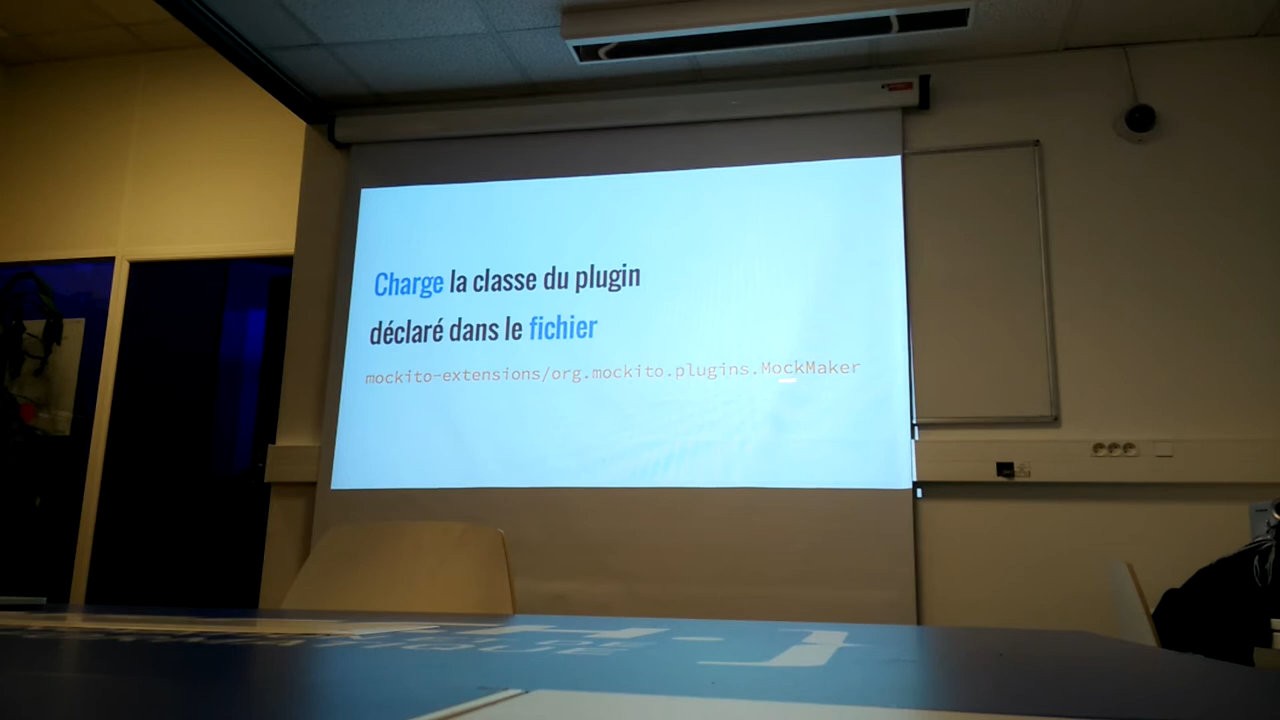 Charge la classe du plugin
déclaré dans le fichier
mockito-extensions/org.mockito.plugins.MockMaker